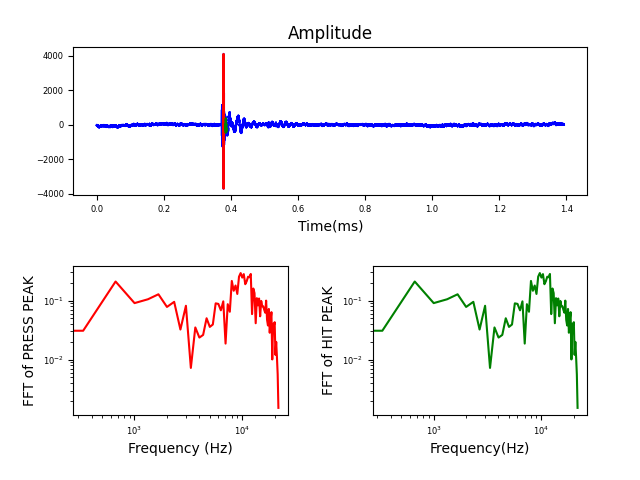 Amplitude
4000
2000
0
−2000
−4000
0.0 0.2 0.4 0.6 0.8 1.0 1.2 1.4
Time(ms)
FFT of PRESS PEAK
10⁻¹
10⁻²
10³ 10⁴
Frequency (Hz)
FFT of HIT PEAK
10⁻¹
10⁻²
10³ 10⁴
Frequency(Hz)